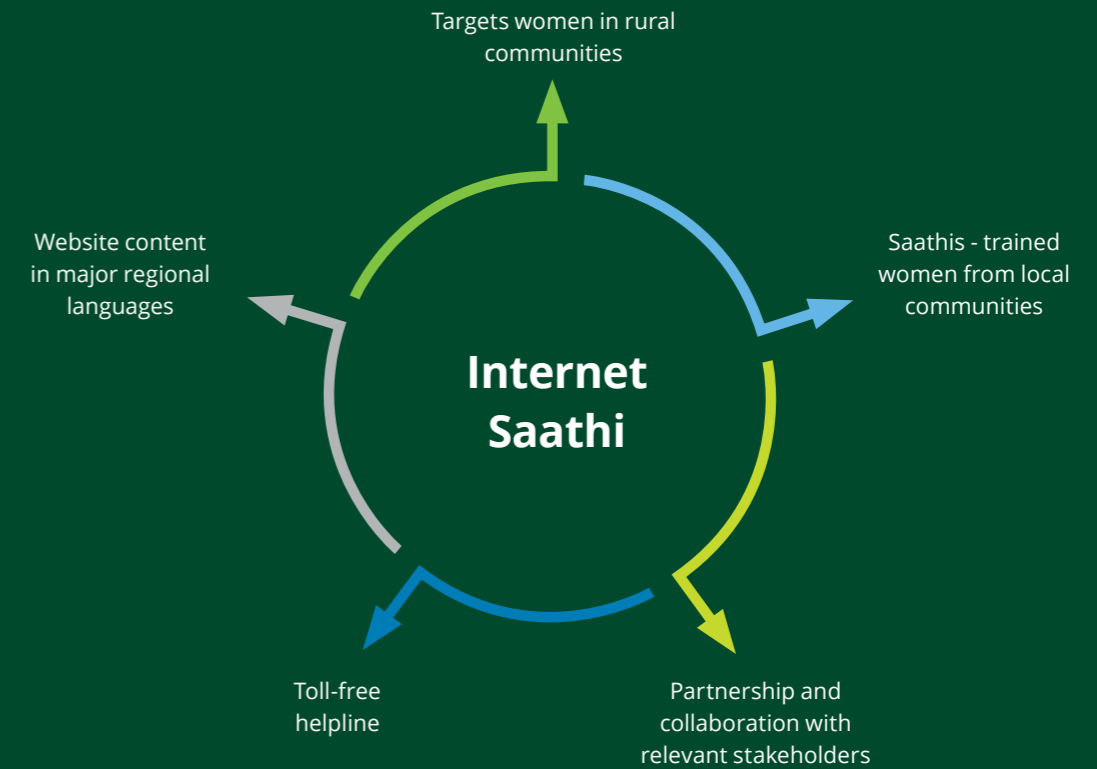 Targets women in rural
communities
Website content
in major regional
languages
Saathis - trained
women from local
communities
Internet
Saathi
Toll-free
helpline
Partnership and
collaboration with
relevant stakeholders